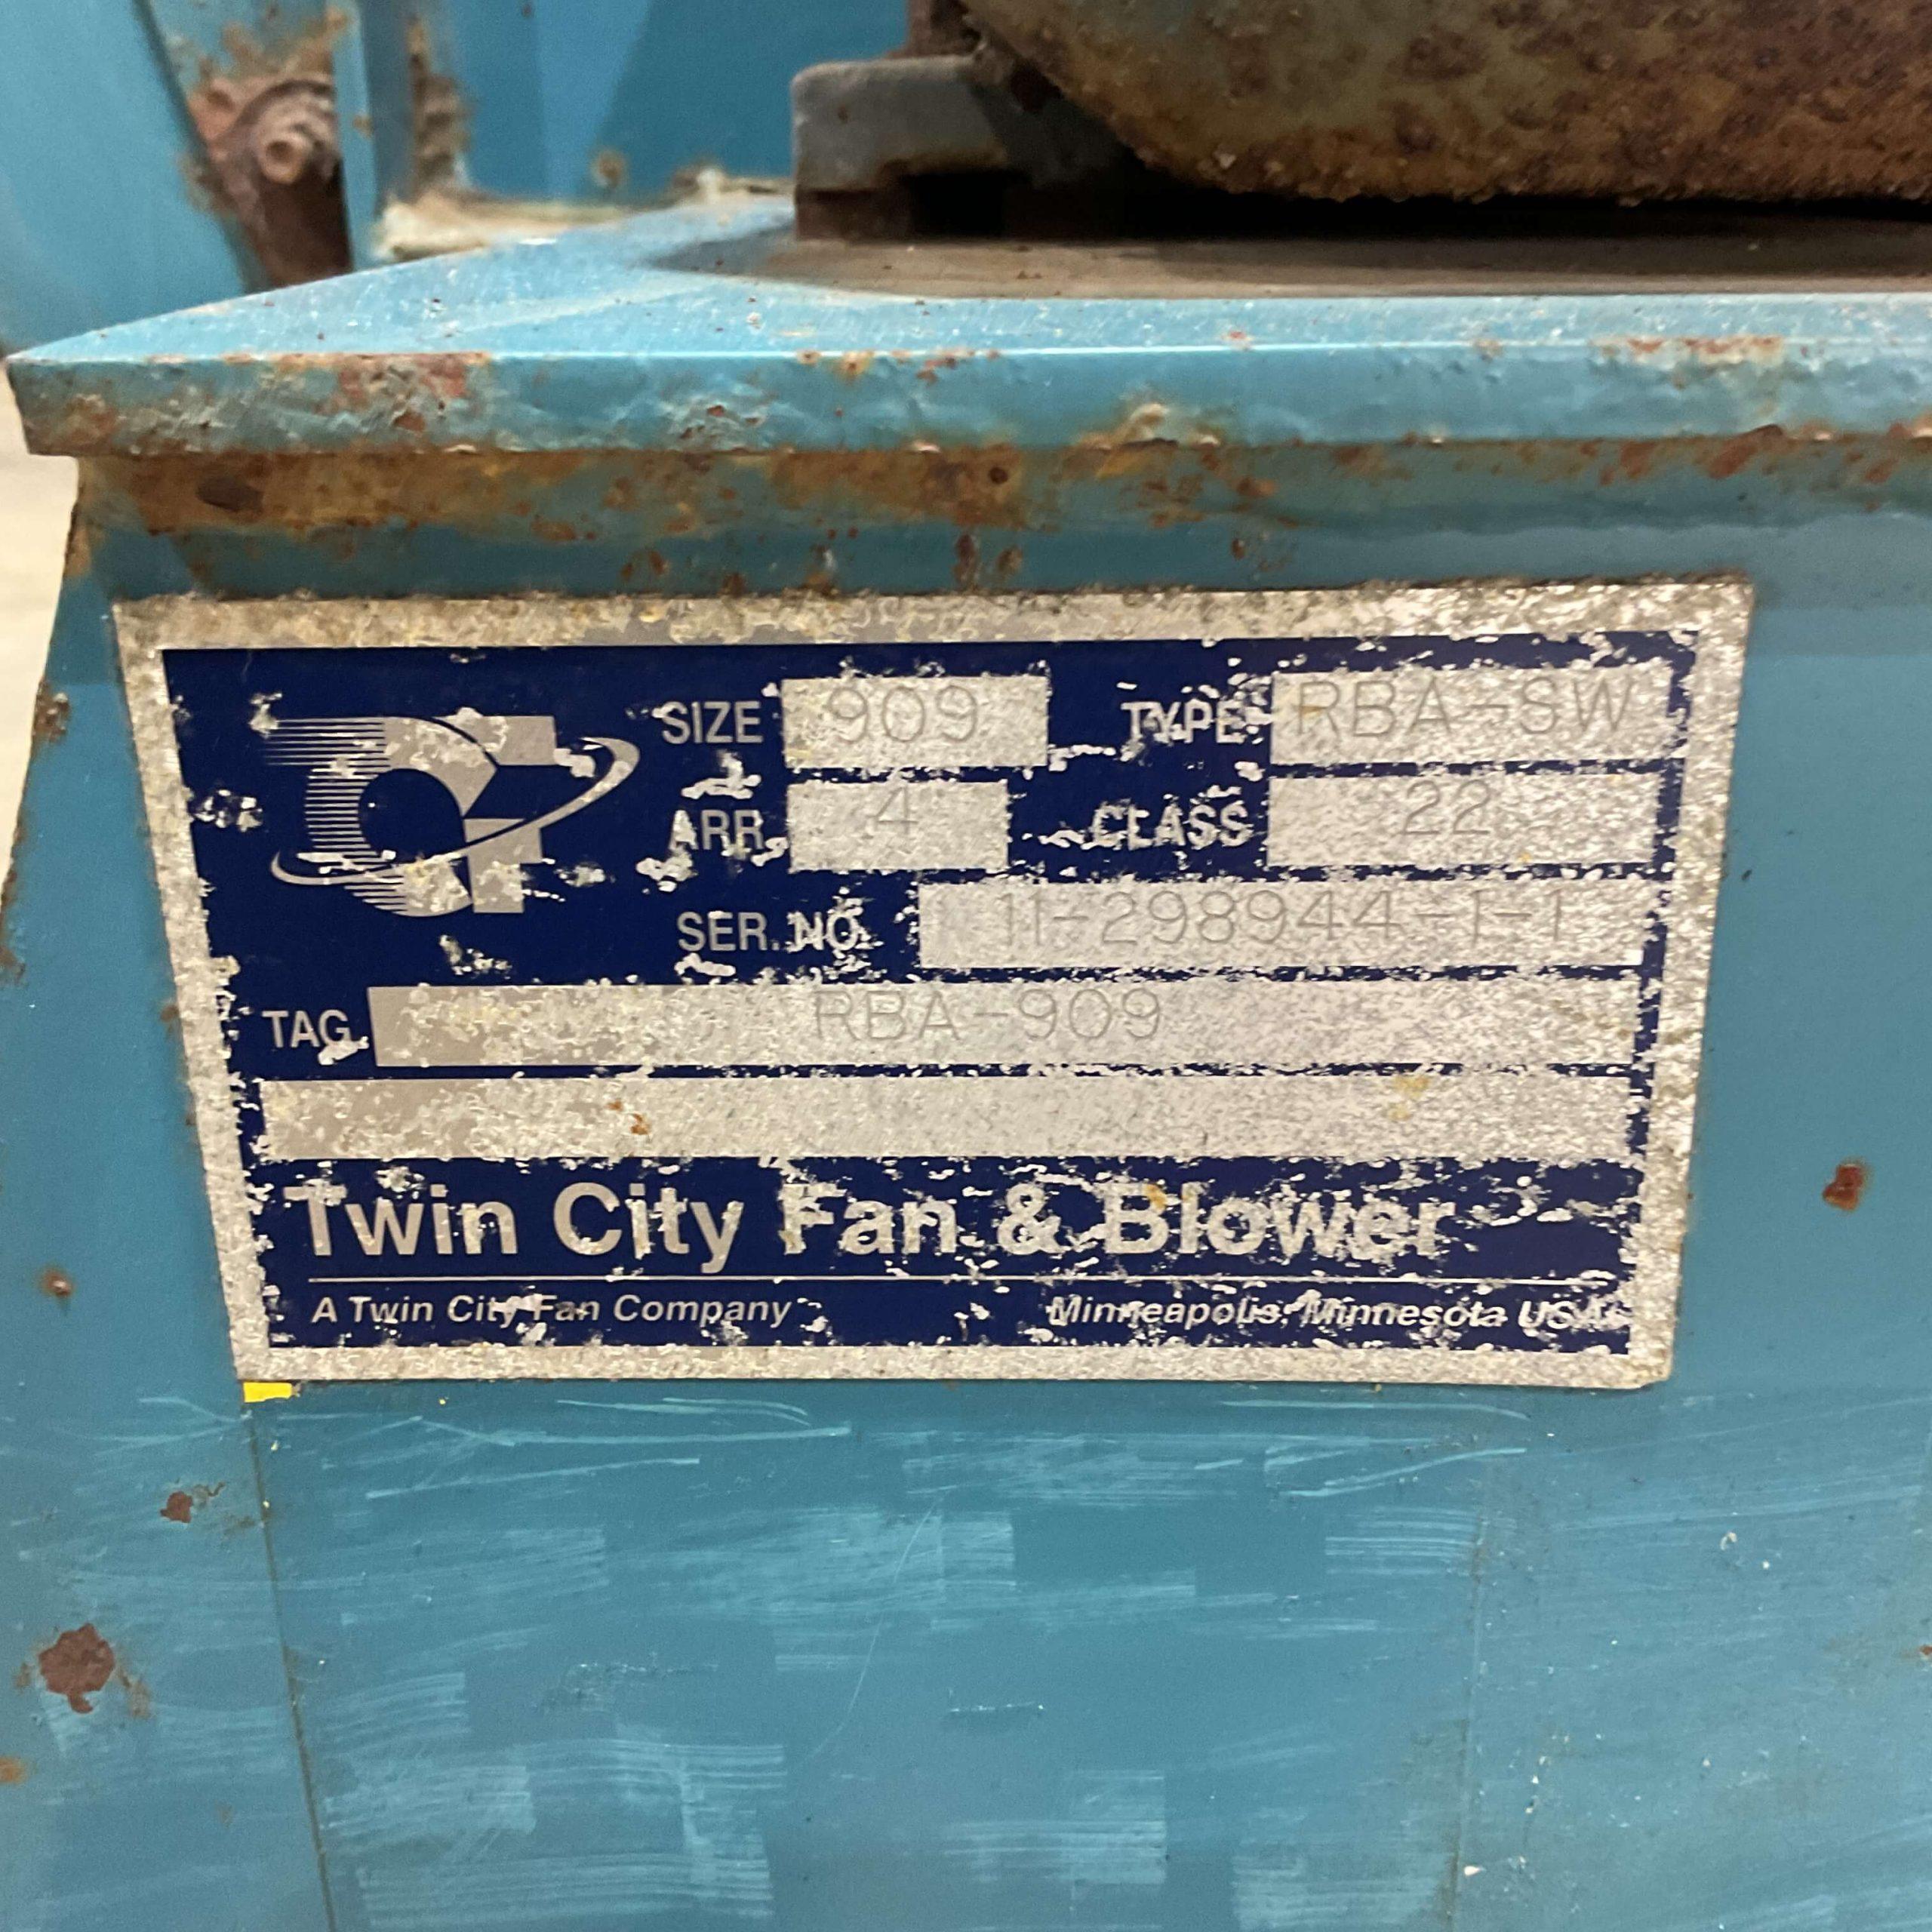 SIZE 909 TYPE RBA-SW
ARR. 4 CLASS 22
SER. NO. 11-298944-1-1
TAG RBA-909
Twin City Fan & Blower
A Twin City Fan Company Minneapolis, Minnesota USA